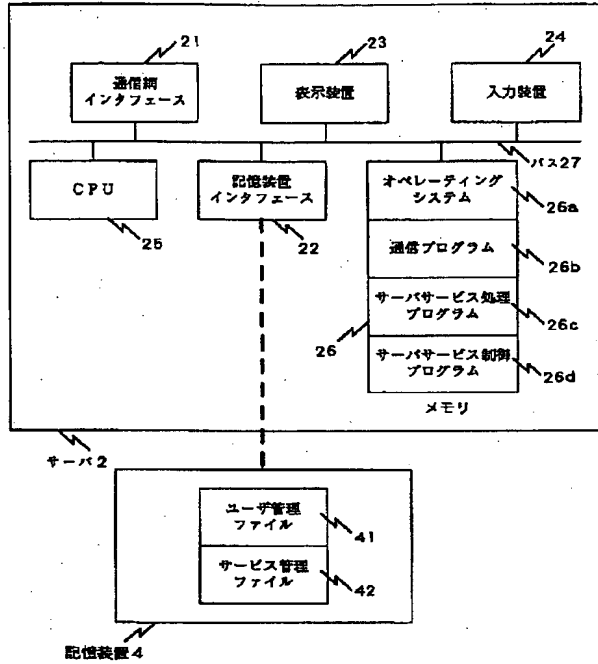 21
23
24
通信網
インタフェース
表示装置
入力装置
バス27
CPU
25
記憶装置
インタフェース
22
オペレーティング
システム
26a
通信プログラム
26b
サーバサービス処理
プログラム
26c
26
サーバサービス制御
プログラム
26d
メモリ
サーバ2
ユーザ管理
ファイル
41
サービス管理
ファイル
42
記憶装置4